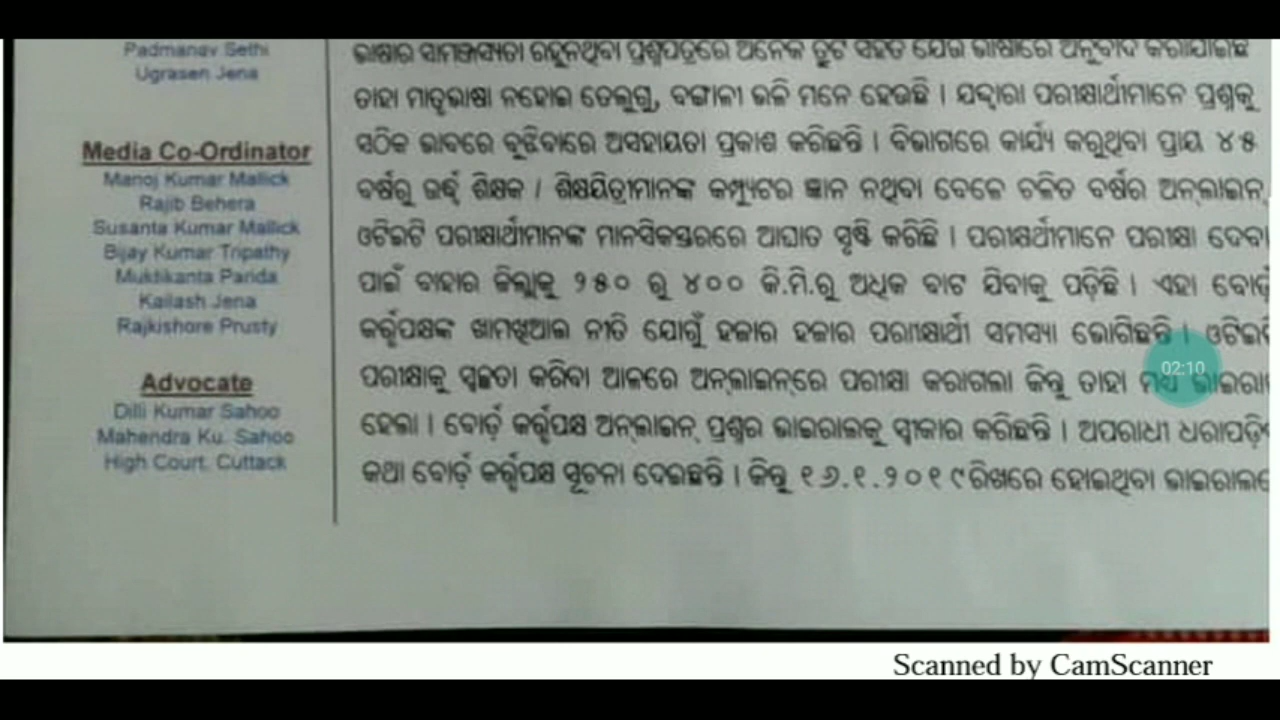 Padmanav Sethi
Ugrasen Jena
Media Co-Ordinator
Manoj Kumar Mallick
Rajib Behera
Susanta Kumar Mallick
Bijay Kumar Tripathy
Muktikanta Parida
Kailash Jena
Rajkishore Prusty
Advocate
Dilli Kumar Sahoo
Mahendra Ku. Sahoo
High Court, Cuttack
ଭାଷାର ସାମଞ୍ଜସ୍ୟତା ରହୁନଥିବା ପ୍ରଶ୍ନପତ୍ରରେ ଅନେକ ତ୍ରୁଟି ସହିତ ଯେଉଁ ଭାଷାରେ ଅନୁବାଦ କରାଯାଇଛି
ତାହା ମାତୃଭାଷା ନହୋଇ ତେଲୁଗୁ, ବଙ୍ଗାଳୀ ଭଳି ମନେ ହେଉଛି । ଯଦ୍ବାରା ପରୀକ୍ଷାର୍ଥୀମାନେ ପ୍ରଶ୍ନକୁ
ସଠିକ ଭାବରେ ବୁଝିବାରେ ଅସହାୟତା ପ୍ରକାଶ କରିଛନ୍ତି । ବିଭାଗରେ କାର୍ଯ୍ୟ କରୁଥିବା ପ୍ରାୟ ୪୫
ବର୍ଷରୁ ଉର୍ଦ୍ଧ୍ୱ ଶିକ୍ଷକ / ଶିକ୍ଷୟିତ୍ରୀମାନଙ୍କ କମ୍ପ୍ୟୁଟର ଜ୍ଞାନ ନଥିବା ବେଳେ ଚଳିତ ବର୍ଷର ଅନ୍‌ଲାଇନ୍
ଓଟିଇଟି ପରୀକ୍ଷାର୍ଥୀମାନଙ୍କ ମାନସିକସ୍ତରରେ ଆଘାତ ସୃଷ୍ଟି କରିଛି । ପରୀକ୍ଷର୍ଥୀମାନେ ପରୀକ୍ଷା ଦେବା
ପାଇଁ ବାହାର ଜିଲ୍ଲାକୁ ୨୫୦ ରୁ ୪୦୦ କି.ମି.ରୁ ଅଧିକ ବାଟ ଯିବାକୁ ପଡ଼ିଛି । ଏହା ବୋର୍ଡ଼
କର୍ତ୍ତୃପକ୍ଷଙ୍କ ଖାମଖିଆଲ ନୀତି ଯୋଗୁଁ ହଜାର ହଜାର ପରୀକ୍ଷାର୍ଥୀ ସମସ୍ୟା ଭୋଗିଛନ୍ତି । ଓଟିଇଟି
ପରୀକ୍ଷାକୁ ସ୍ୱଚ୍ଛତା କରିବା ଆଳରେ ଅନ୍‌ଲାଇନ୍‌ରେ ପରୀକ୍ଷା କରାଗଲା କିନ୍ତୁ ତାହା
ହେଲା । ବୋର୍ଡ଼ କର୍ତ୍ତୃପକ୍ଷ ଅନ୍‌ଲାଇନ୍ ପ୍ରଶ୍ନର ଭାଇରାଲକୁ ସ୍ୱୀକାର କରିଛନ୍ତି । ଅପରାଧୀ
କଥା ବୋର୍ଡ଼ କର୍ତ୍ତୃପକ୍ଷ ସୂଚନା ଦେଇଛନ୍ତି । କିନ୍ତୁ ୧୬.୧.୨୦୧୯ରିଖରେ ହୋଇଥିବା
02:10
Scanned by CamScanner